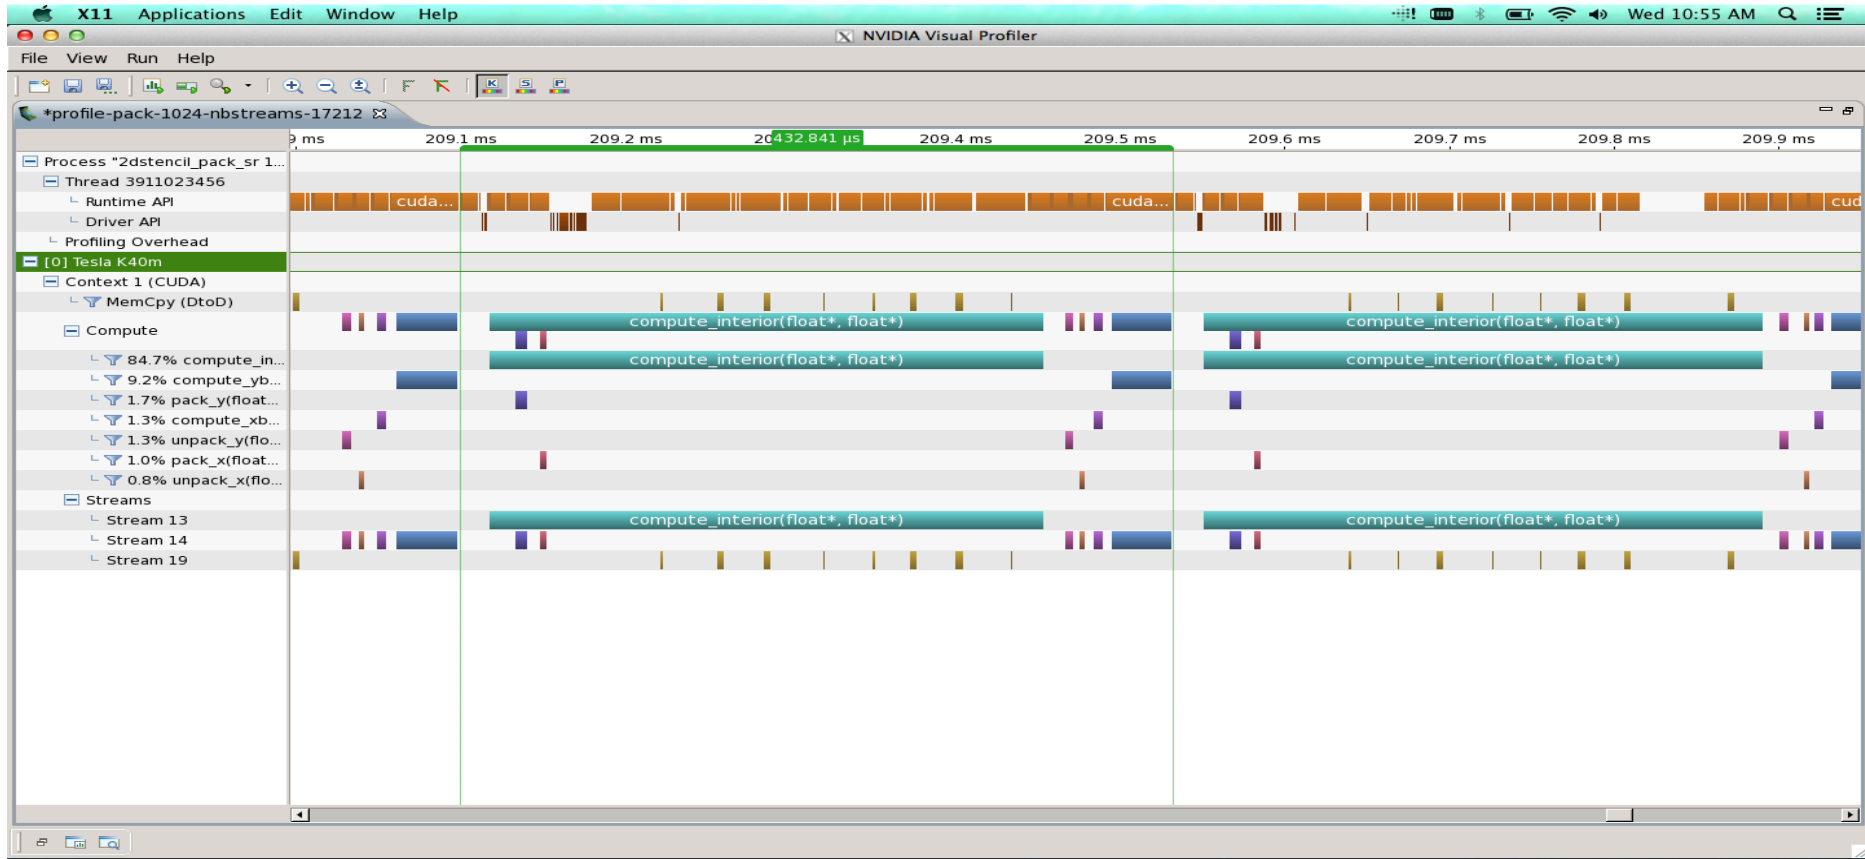 X11 Applications Edit Window Help Wed 10:55 AM
NVIDIA Visual Profiler
File View Run Help
K S P
*profile-pack-1024-nbstreams-17212
9 ms 209.1 ms 209.2 ms 20 432.841 µs 209.4 ms 209.5 ms 209.6 ms 209.7 ms 209.8 ms 209.9 ms
Process "2dstencil_pack_sr 1...
Thread 3911023456
Runtime API cuda... cuda... cud
Driver API
Profiling Overhead
[0] Tesla K40m
Context 1 (CUDA)
MemCpy (DtoD)
compute_interior(float*, float*) compute_interior(float*, float*)
Compute
84.7% compute_in... compute_interior(float*, float*) compute_interior(float*, float*)
9.2% compute_yb...
1.7% pack_y(float...
1.3% compute_xb...
1.3% unpack_y(flo...
1.0% pack_x(float...
0.8% unpack_x(flo...
Streams
Stream 13 compute_interior(float*, float*) compute_interior(float*, float*)
Stream 14
Stream 19